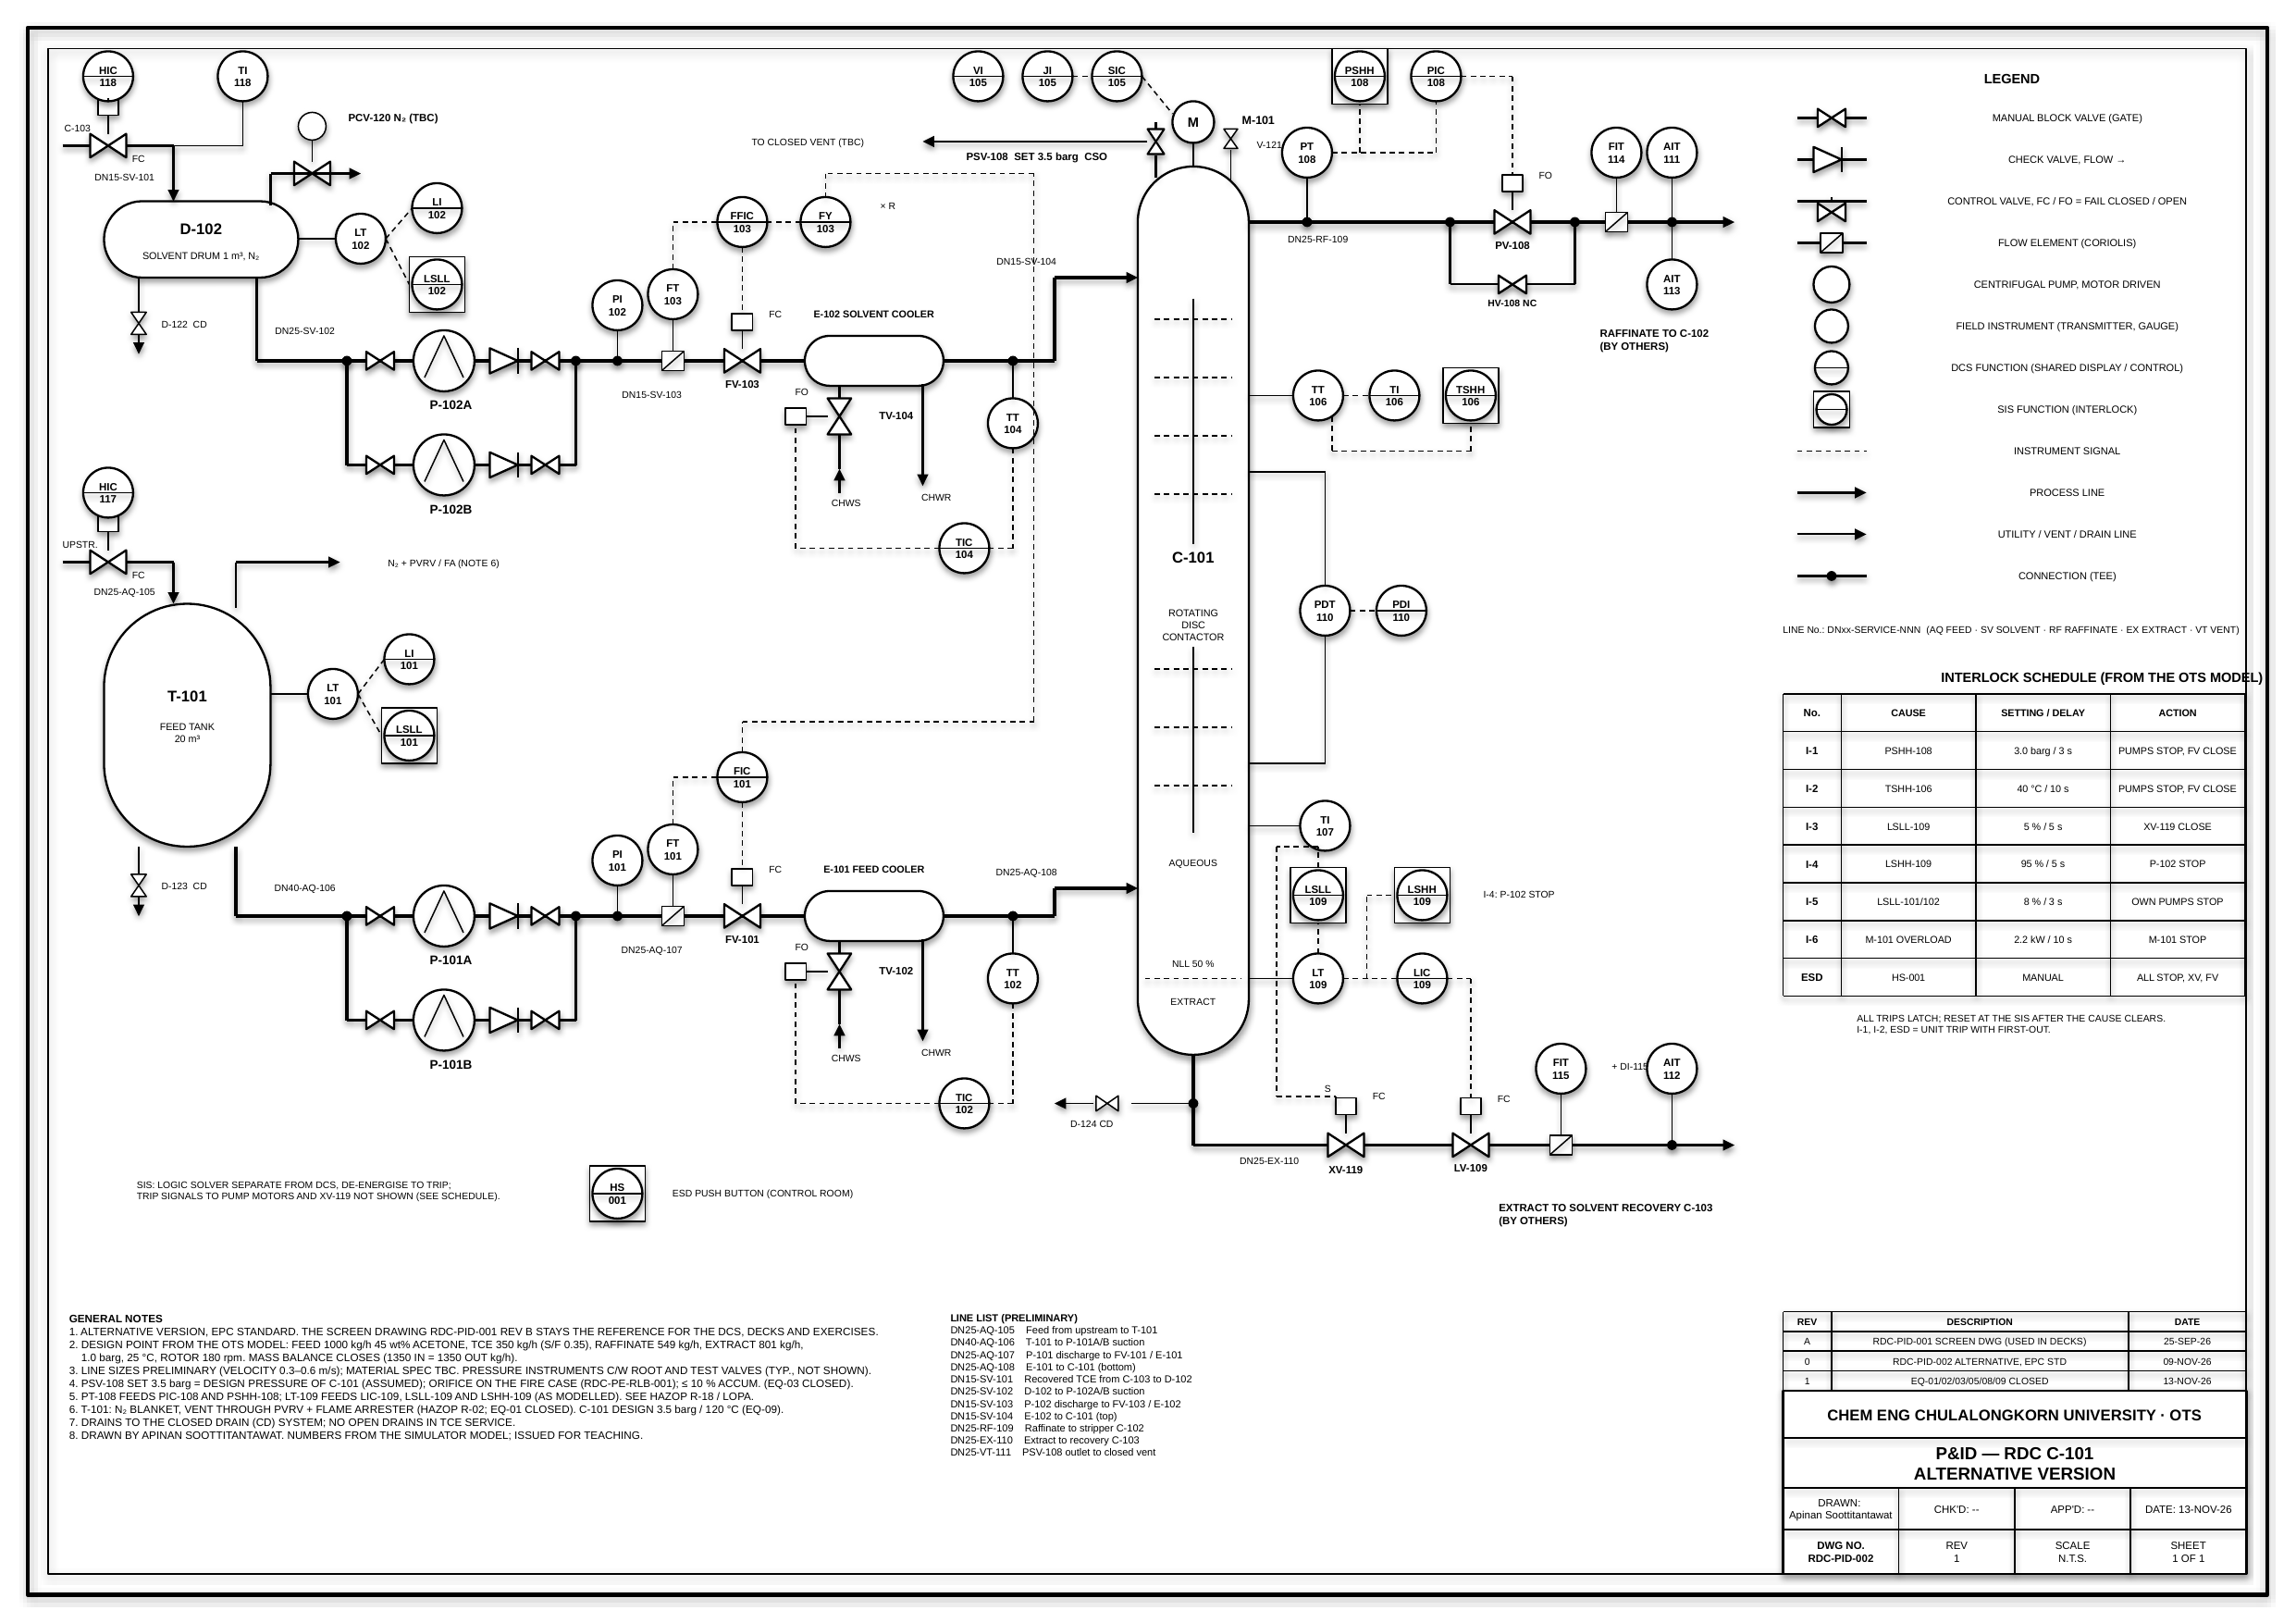 HIC
118
TI
118
C-103
FC
DN15-SV-101
PCV-120 N₂ (TBC)
D-102
SOLVENT DRUM 1 m³, N₂
LT
102
LI
102
LSLL
102
D-122 CD
DN25-SV-102
P-102A
P-102B
PI
102
FT
103
FFIC
103
FY
103
× R
FC
FV-103
DN15-SV-103
E-102 SOLVENT COOLER
FO
TV-104
CHWS
CHWR
TT
104
TIC
104
DN15-SV-104
HIC
117
UPSTR.
FC
DN25-AQ-105
N₂ + PVRV / FA (NOTE 6)
T-101
FEED TANK
20 m³
LT
101
LI
101
LSLL
101
D-123 CD
DN40-AQ-106
P-101A
P-101B
PI
101
FT
101
FIC
101
FC
FV-101
DN25-AQ-107
E-101 FEED COOLER
FO
TV-102
CHWS
CHWR
TT
102
TIC
102
DN25-AQ-108
VI
105
JI
105
SIC
105
M
M-101
V-121
TO CLOSED VENT (TBC)
PSV-108 SET 3.5 barg CSO
PSHH
108
PIC
108
PT
108
DN25-RF-109
FO
PV-108
HV-108 NC
FIT
114
AIT
111
AIT
113
RAFFINATE TO C-102
(BY OTHERS)
TT
106
TI
106
TSHH
106
C-101
ROTATING
DISC
CONTACTOR
PDT
110
PDI
110
TI
107
AQUEOUS
LSLL
109
LSHH
109
I-4: P-102 STOP
NLL 50 %
EXTRACT
LT
109
LIC
109
D-124 CD
S
FC
FC
XV-119
LV-109
DN25-EX-110
FIT
115
+ DI-115
AIT
112
EXTRACT TO SOLVENT RECOVERY C-103
(BY OTHERS)
SIS: LOGIC SOLVER SEPARATE FROM DCS, DE-ENERGISE TO TRIP;
TRIP SIGNALS TO PUMP MOTORS AND XV-119 NOT SHOWN (SEE SCHEDULE).
HS
001
ESD PUSH BUTTON (CONTROL ROOM)
LEGEND
MANUAL BLOCK VALVE (GATE)
CHECK VALVE, FLOW →
CONTROL VALVE, FC / FO = FAIL CLOSED / OPEN
FLOW ELEMENT (CORIOLIS)
CENTRIFUGAL PUMP, MOTOR DRIVEN
FIELD INSTRUMENT (TRANSMITTER, GAUGE)
DCS FUNCTION (SHARED DISPLAY / CONTROL)
SIS FUNCTION (INTERLOCK)
INSTRUMENT SIGNAL
PROCESS LINE
UTILITY / VENT / DRAIN LINE
CONNECTION (TEE)
LINE No.: DNxx-SERVICE-NNN (AQ FEED · SV SOLVENT · RF RAFFINATE · EX EXTRACT · VT VENT)
INTERLOCK SCHEDULE (FROM THE OTS MODEL)
No. CAUSE SETTING / DELAY ACTION
I-1 PSHH-108 3.0 barg / 3 s PUMPS STOP, FV CLOSE
I-2 TSHH-106 40 °C / 10 s PUMPS STOP, FV CLOSE
I-3 LSLL-109 5 % / 5 s XV-119 CLOSE
I-4 LSHH-109 95 % / 5 s P-102 STOP
I-5 LSLL-101/102 8 % / 3 s OWN PUMPS STOP
I-6 M-101 OVERLOAD 2.2 kW / 10 s M-101 STOP
ESD HS-001 MANUAL ALL STOP, XV, FV
ALL TRIPS LATCH; RESET AT THE SIS AFTER THE CAUSE CLEARS.
I-1, I-2, ESD = UNIT TRIP WITH FIRST-OUT.
GENERAL NOTES
1. ALTERNATIVE VERSION, EPC STANDARD. THE SCREEN DRAWING RDC-PID-001 REV B STAYS THE REFERENCE FOR THE DCS, DECKS AND EXERCISES.
2. DESIGN POINT FROM THE OTS MODEL: FEED 1000 kg/h 45 wt% ACETONE, TCE 350 kg/h (S/F 0.35), RAFFINATE 549 kg/h, EXTRACT 801 kg/h,
1.0 barg, 25 °C, ROTOR 180 rpm. MASS BALANCE CLOSES (1350 IN = 1350 OUT kg/h).
3. LINE SIZES PRELIMINARY (VELOCITY 0.3–0.6 m/s); MATERIAL SPEC TBC. PRESSURE INSTRUMENTS C/W ROOT AND TEST VALVES (TYP., NOT SHOWN).
4. PSV-108 SET 3.5 barg = DESIGN PRESSURE OF C-101 (ASSUMED); ORIFICE ON THE FIRE CASE (RDC-PE-RLB-001); ≤ 10 % ACCUM. (EQ-03 CLOSED).
5. PT-108 FEEDS PIC-108 AND PSHH-108; LT-109 FEEDS LIC-109, LSLL-109 AND LSHH-109 (AS MODELLED). SEE HAZOP R-18 / LOPA.
6. T-101: N₂ BLANKET, VENT THROUGH PVRV + FLAME ARRESTER (HAZOP R-02; EQ-01 CLOSED). C-101 DESIGN 3.5 barg / 120 °C (EQ-09).
7. DRAINS TO THE CLOSED DRAIN (CD) SYSTEM; NO OPEN DRAINS IN TCE SERVICE.
8. DRAWN BY APINAN SOOTTITANTAWAT. NUMBERS FROM THE SIMULATOR MODEL; ISSUED FOR TEACHING.
LINE LIST (PRELIMINARY)
DN25-AQ-105 Feed from upstream to T-101
DN40-AQ-106 T-101 to P-101A/B suction
DN25-AQ-107 P-101 discharge to FV-101 / E-101
DN25-AQ-108 E-101 to C-101 (bottom)
DN15-SV-101 Recovered TCE from C-103 to D-102
DN25-SV-102 D-102 to P-102A/B suction
DN15-SV-103 P-102 discharge to FV-103 / E-102
DN15-SV-104 E-102 to C-101 (top)
DN25-RF-109 Raffinate to stripper C-102
DN25-EX-110 Extract to recovery C-103
DN25-VT-111 PSV-108 outlet to closed vent
REV DESCRIPTION DATE
A RDC-PID-001 SCREEN DWG (USED IN DECKS) 25-SEP-26
0 RDC-PID-002 ALTERNATIVE, EPC STD 09-NOV-26
1 EQ-01/02/03/05/08/09 CLOSED 13-NOV-26
CHEM ENG CHULALONGKORN UNIVERSITY · OTS
P&ID — RDC C-101
ALTERNATIVE VERSION
DRAWN:
Apinan Soottitantawat
CHK'D: --
APP'D: --
DATE: 13-NOV-26
DWG NO.
RDC-PID-002
REV
1
SCALE
N.T.S.
SHEET
1 OF 1